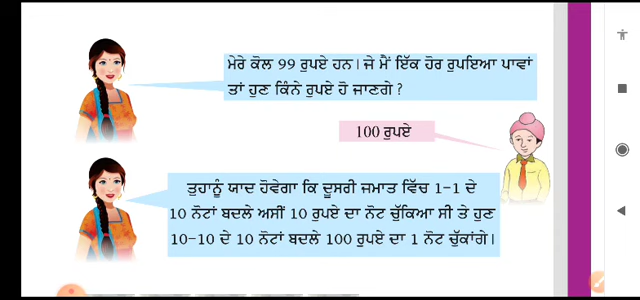 ਮੇਰੇ ਕੋਲ 99 ਰੁਪਏ ਹਨ। ਜੇ ਮੈਂ ਇੱਕ ਹੋਰ ਰੁਪਇਆ ਪਾਵਾਂ
ਤਾਂ ਹੁਣ ਕਿੰਨੇ ਰੁਪਏ ਹੋ ਜਾਣਗੇ ?
100 ਰੁਪਏ
ਤੁਹਾਨੂੰ ਯਾਦ ਹੋਵੇਗਾ ਕਿ ਦੂਸਰੀ ਜਮਾਤ ਵਿੱਚ 1-1 ਦੇ
10 ਨੋਟਾਂ ਬਦਲੇ ਅਸੀਂ 10 ਰੁਪਏ ਦਾ ਨੋਟ ਚੁੱਕਿਆ ਸੀ ਤੇ ਹੁਣ
10-10 ਦੇ 10 ਨੋਟਾਂ ਬਦਲੇ 100 ਰੁਪਏ ਦਾ 1 ਨੋਟ ਚੁੱਕਾਂਗੇ।